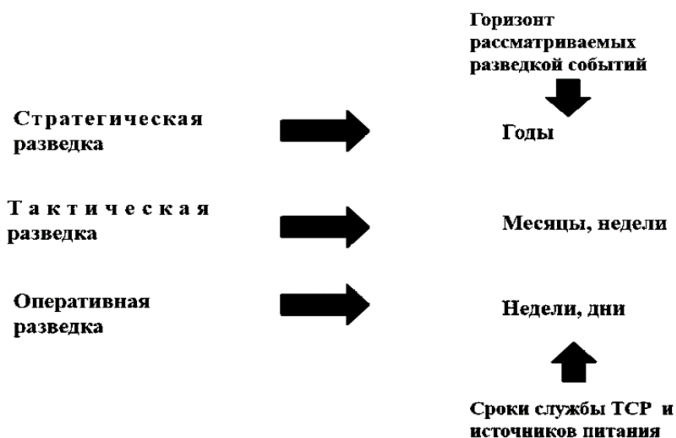 Горизонт
рассматриваемых
разведкой событий
Стратегическая
разведка
Годы
Тактическая
разведка
Месяцы, недели
Оперативная
разведка
Недели, дни
Сроки службы ТСР и
источников питания